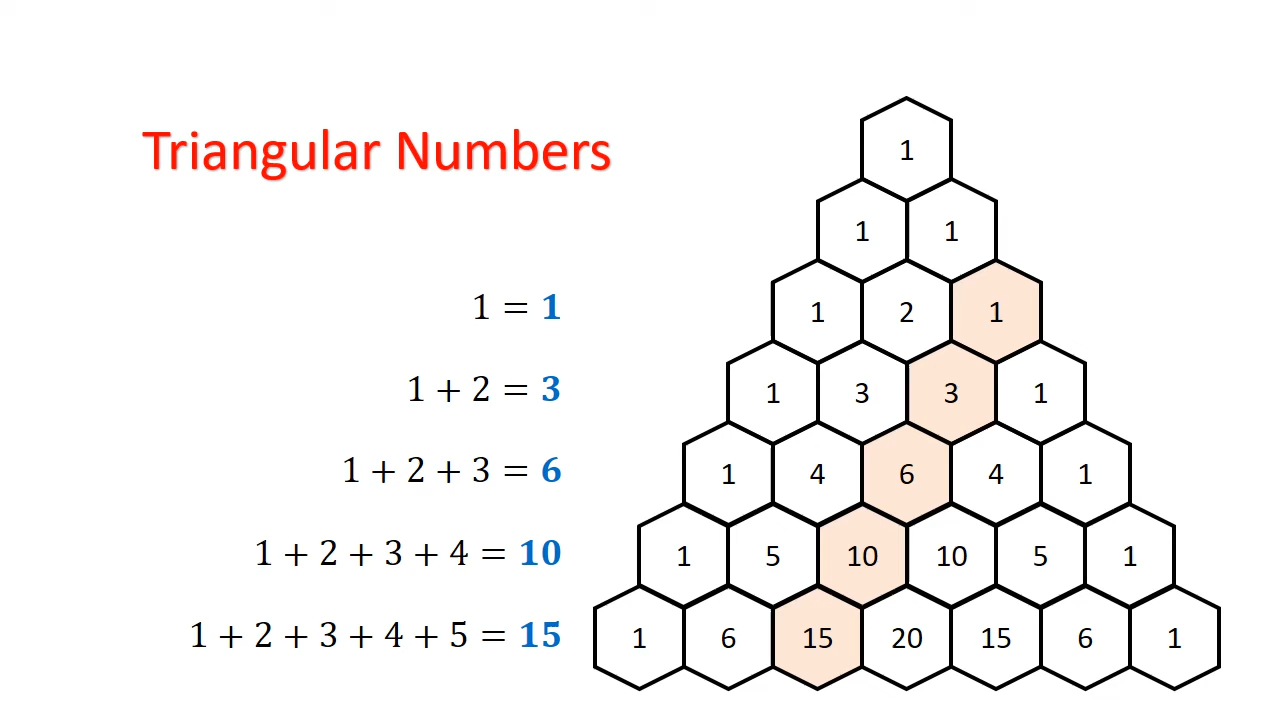 Triangular Numbers
1 = 1
1 + 2 = 3
1 + 2 + 3 = 6
1 + 2 + 3 + 4 = 10
1 + 2 + 3 + 4 + 5 = 15
1
1 1
1 2 1
1 3 3 1
1 4 6 4 1
1 5 10 10 5 1
1 6 15 20 15 6 1